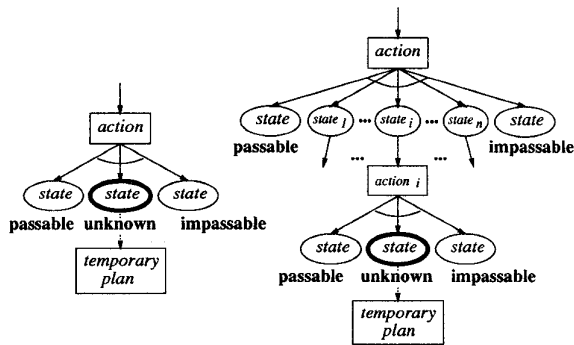 action
state state state
passable unknown impassable
temporary
plan
action
state state l ··· state i ··· state n state
passable impassable
··· ···
action i
state state state
passable unknown impassable
temporary
plan